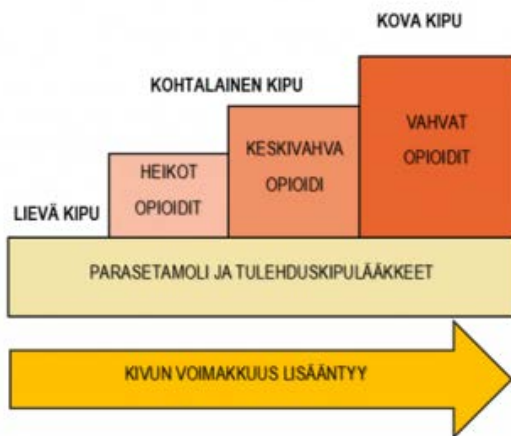 KOVA KIPU
KOHTALAINEN KIPU
VAHVAT
OPIOIDIT
KESKIVAHVA
OPIOIDI
HEIKOT
OPIOIDIT
LIEVÄ KIPU
PARASETAMOLI JA TULEHDUSKIPULÄÄKKEET
KIVUN VOIMAKKUUS LISÄÄNTYY